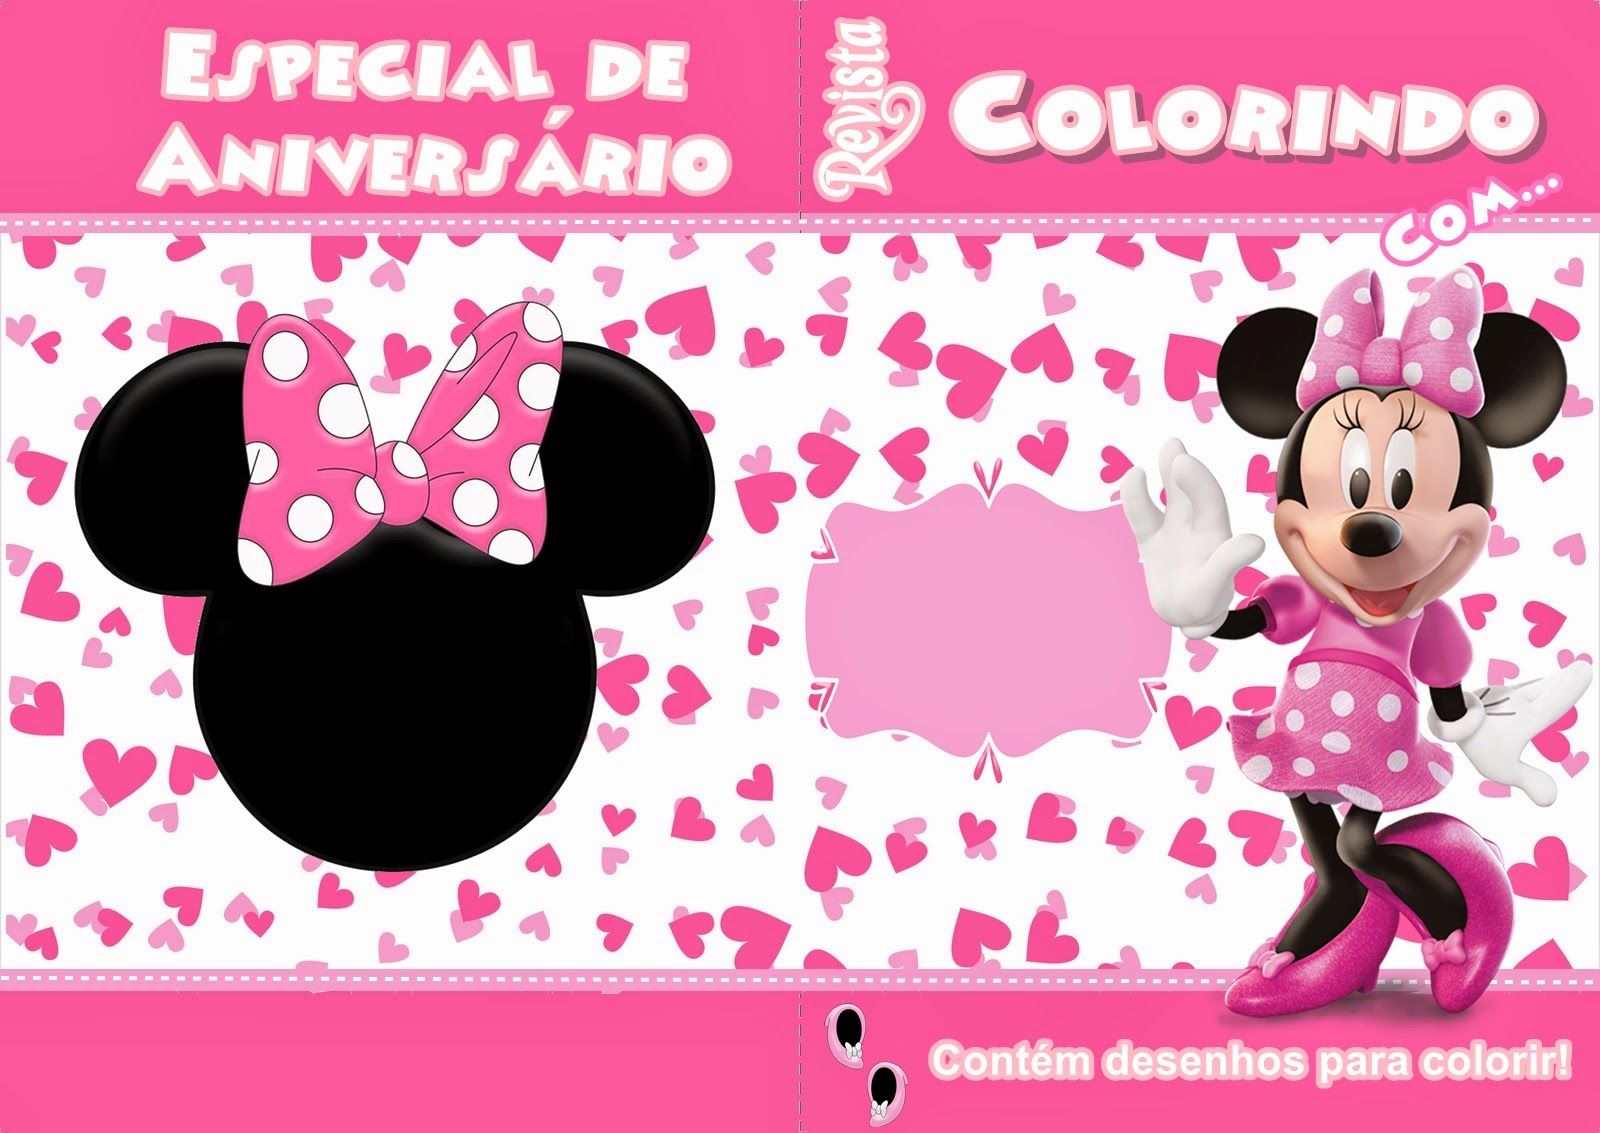 ESPECIAL DE
ANIVERSÁRIO
Revista
COLORINDO
COM...
Contém desenhos para colorir!